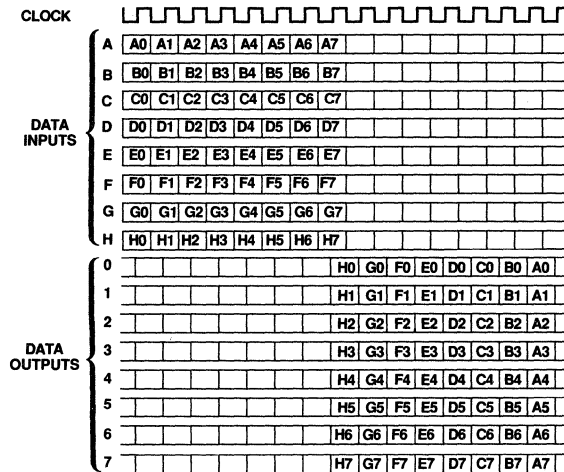 CLOCK
A A0 A1 A2 A3 A4 A5 A6 A7
B B0 B1 B2 B3 B4 B5 B6 B7
C C0 C1 C2 C3 C4 C5 C6 C7
DATA INPUTS
D D0 D1 D2 D3 D4 D5 D6 D7
E E0 E1 E2 E3 E4 E5 E6 E7
F F0 F1 F2 F3 F4 F5 F6 F7
G G0 G1 G2 G3 G4 G5 G6 G7
H H0 H1 H2 H3 H4 H5 H6 H7
0 H0 G0 F0 E0 D0 C0 B0 A0
1 H1 G1 F1 E1 D1 C1 B1 A1
2 H2 G2 F2 E2 D2 C2 B2 A2
3 H3 G3 F3 E3 D3 C3 B3 A3
DATA OUTPUTS
4 H4 G4 F4 E4 D4 C4 B4 A4
5 H5 G5 F5 E5 D5 C5 B5 A5
6 H6 G6 F6 E6 D6 C6 B6 A6
7 H7 G7 F7 E7 D7 C7 B7 A7